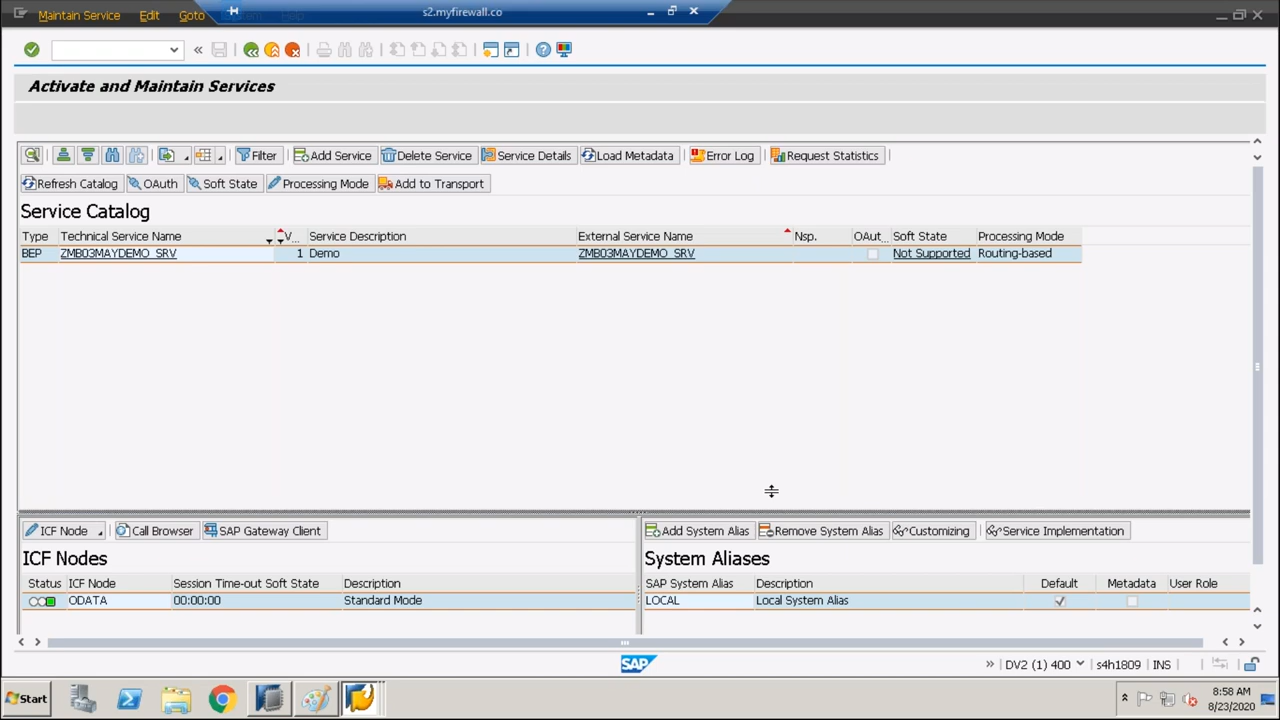 Maintain Service Edit Goto System Help
s2.myfirewall.co
Activate and Maintain Services
Filter Add Service Delete Service Service Details Load Metadata Error Log Request Statistics
Refresh Catalog OAuth Soft State Processing Mode Add to Transport
Service Catalog
Type Technical Service Name V... Service Description External Service Name Nsp. OAut... Soft State Processing Mode
BEP ZMB03MAYDEMO_SRV 1 Demo ZMB03MAYDEMO_SRV Not Supported Routing-based
ICF Node Call Browser SAP Gateway Client
Add System Alias Remove System Alias Customizing Service Implementation
ICF Nodes
System Aliases
Status ICF Node Session Time-out Soft State Description
SAP System Alias Description Default Metadata User Role
ODATA 00:00:00 Standard Mode
LOCAL Local System Alias
SAP
DV2 (1) 400 s4h1809 INS
Start
8:58 AM
8/23/2020